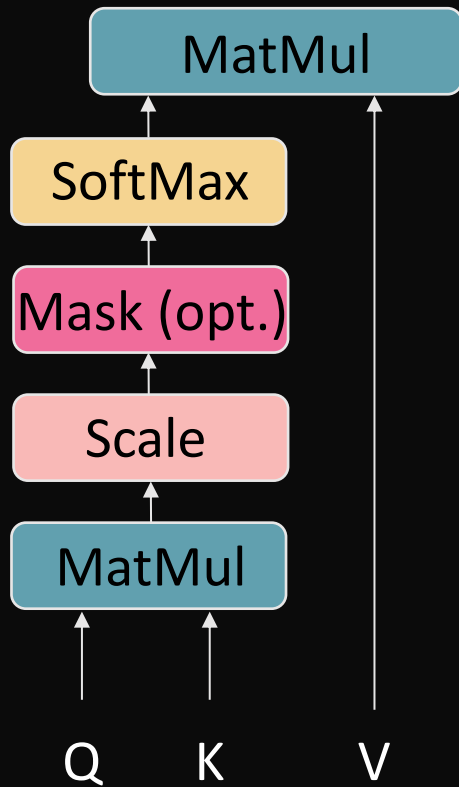 MatMul
SoftMax
Mask (opt.)
Scale
MatMul
Q K V